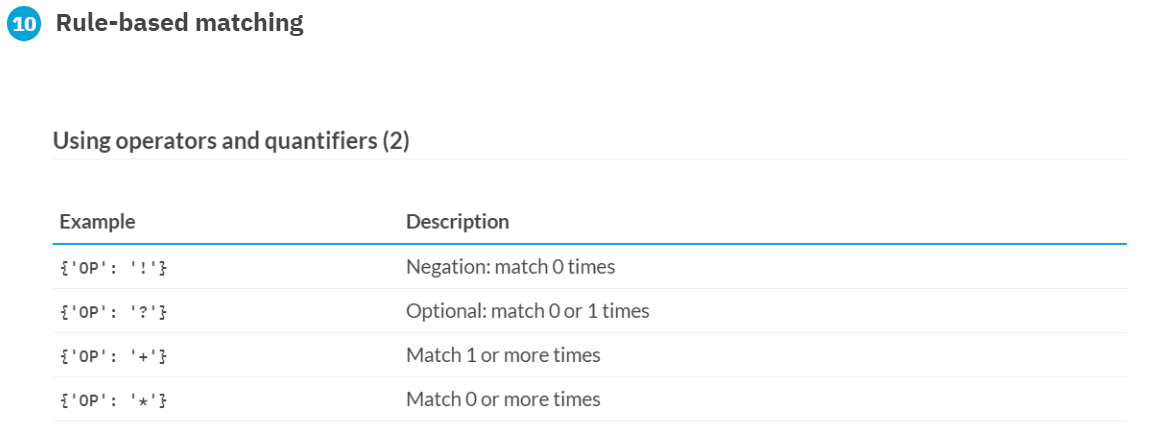 10 Rule-based matching
Using operators and quantifiers (2)
Example Description
{'OP': '!'} Negation: match 0 times
{'OP': '?'} Optional: match 0 or 1 times
{'OP': '+'} Match 1 or more times
{'OP': '*'} Match 0 or more times